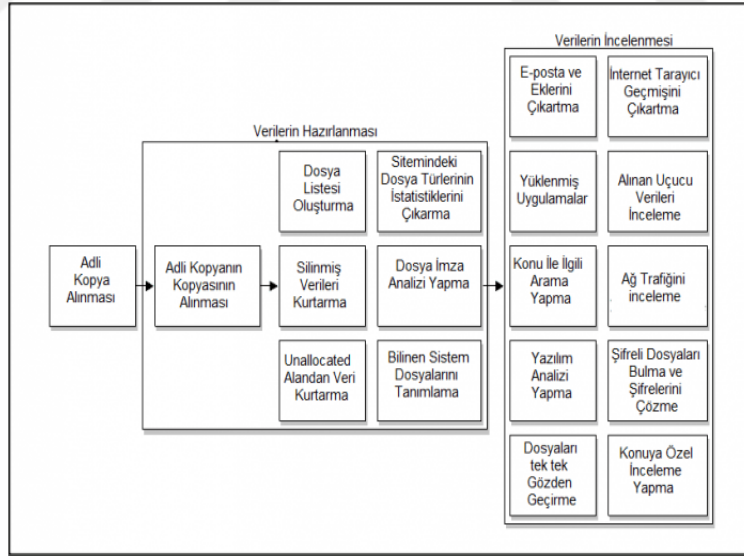 Verilerin İncelenmesi
E-posta ve
Eklerini
Çıkartma
İnternet Tarayıcı
Geçmişini
Çıkartma
Verilerin Hazırlanması
Dosya
Listesi
Oluşturma
Sitemindeki
Dosya Türlerinin
İstatistiklerini
Çıkarma
Yüklenmiş
Uygulamalar
Alınan Uçucu
Verileri
İnceleme
Adli
Kopya
Alınması
Adli Kopyanın
Kopyasının
Alınması
Silinmiş
Verileri
Kurtarma
Dosya İmza
Analizi Yapma
Konu İle İlgili
Arama
Yapma
Ağ Trafiğini
inceleme
Unallocated
Alandan Veri
Kurtarma
Bilinen Sistem
Dosyalarını
Tanımlama
Yazılım
Analizi
Yapma
Şifreli Dosyaları
Bulma ve
Şifrelerini
Çözme
Dosyaları
tek tek
Gözden
Geçirme
Konuya Özel
İnceleme
Yapma